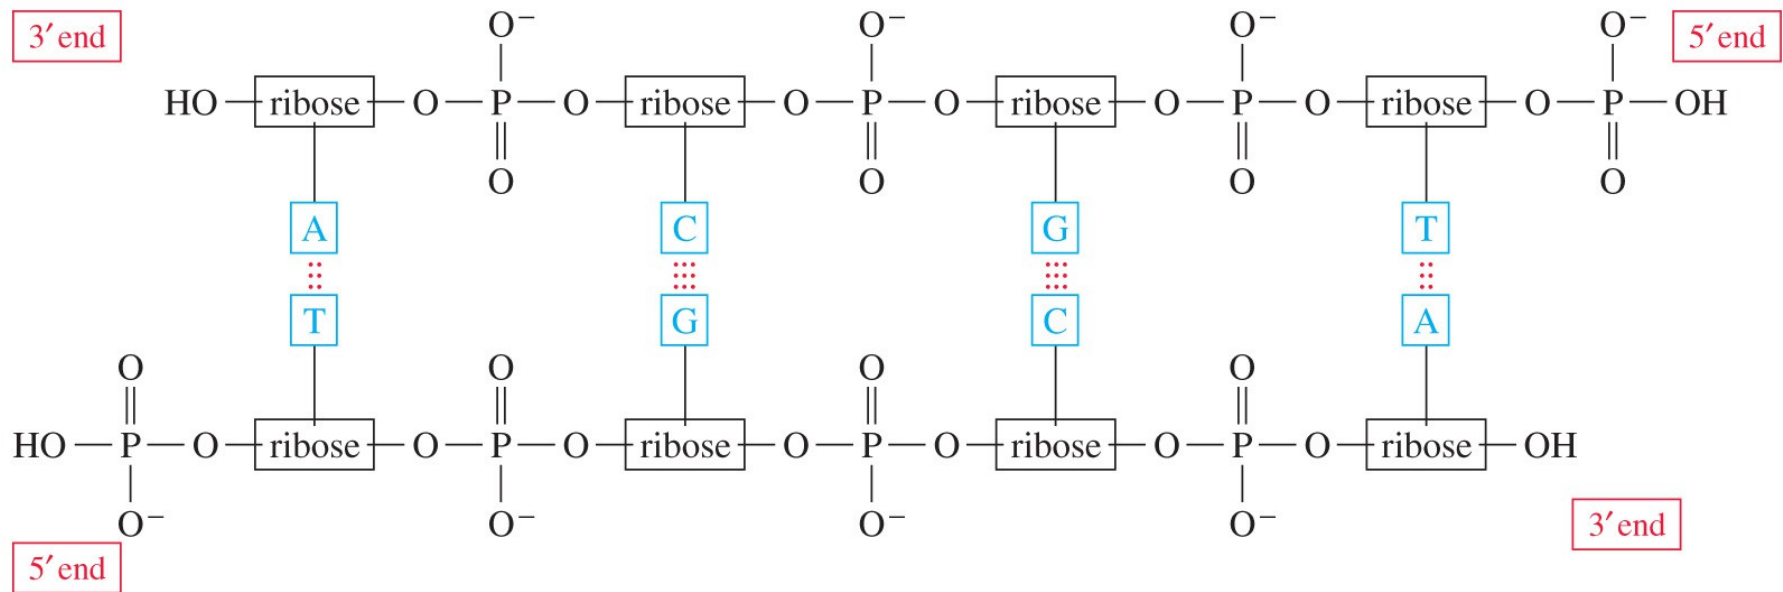 3′ end O⁻ O⁻ O⁻ O⁻ 5′ end
HO ribose O P O ribose O P O ribose O P O ribose O P OH
O O O O
A C G T
T G C A
O O O O
HO P O ribose O P O ribose O P O ribose O P O ribose OH
O⁻ O⁻ O⁻ O⁻ 3′ end
5′ end